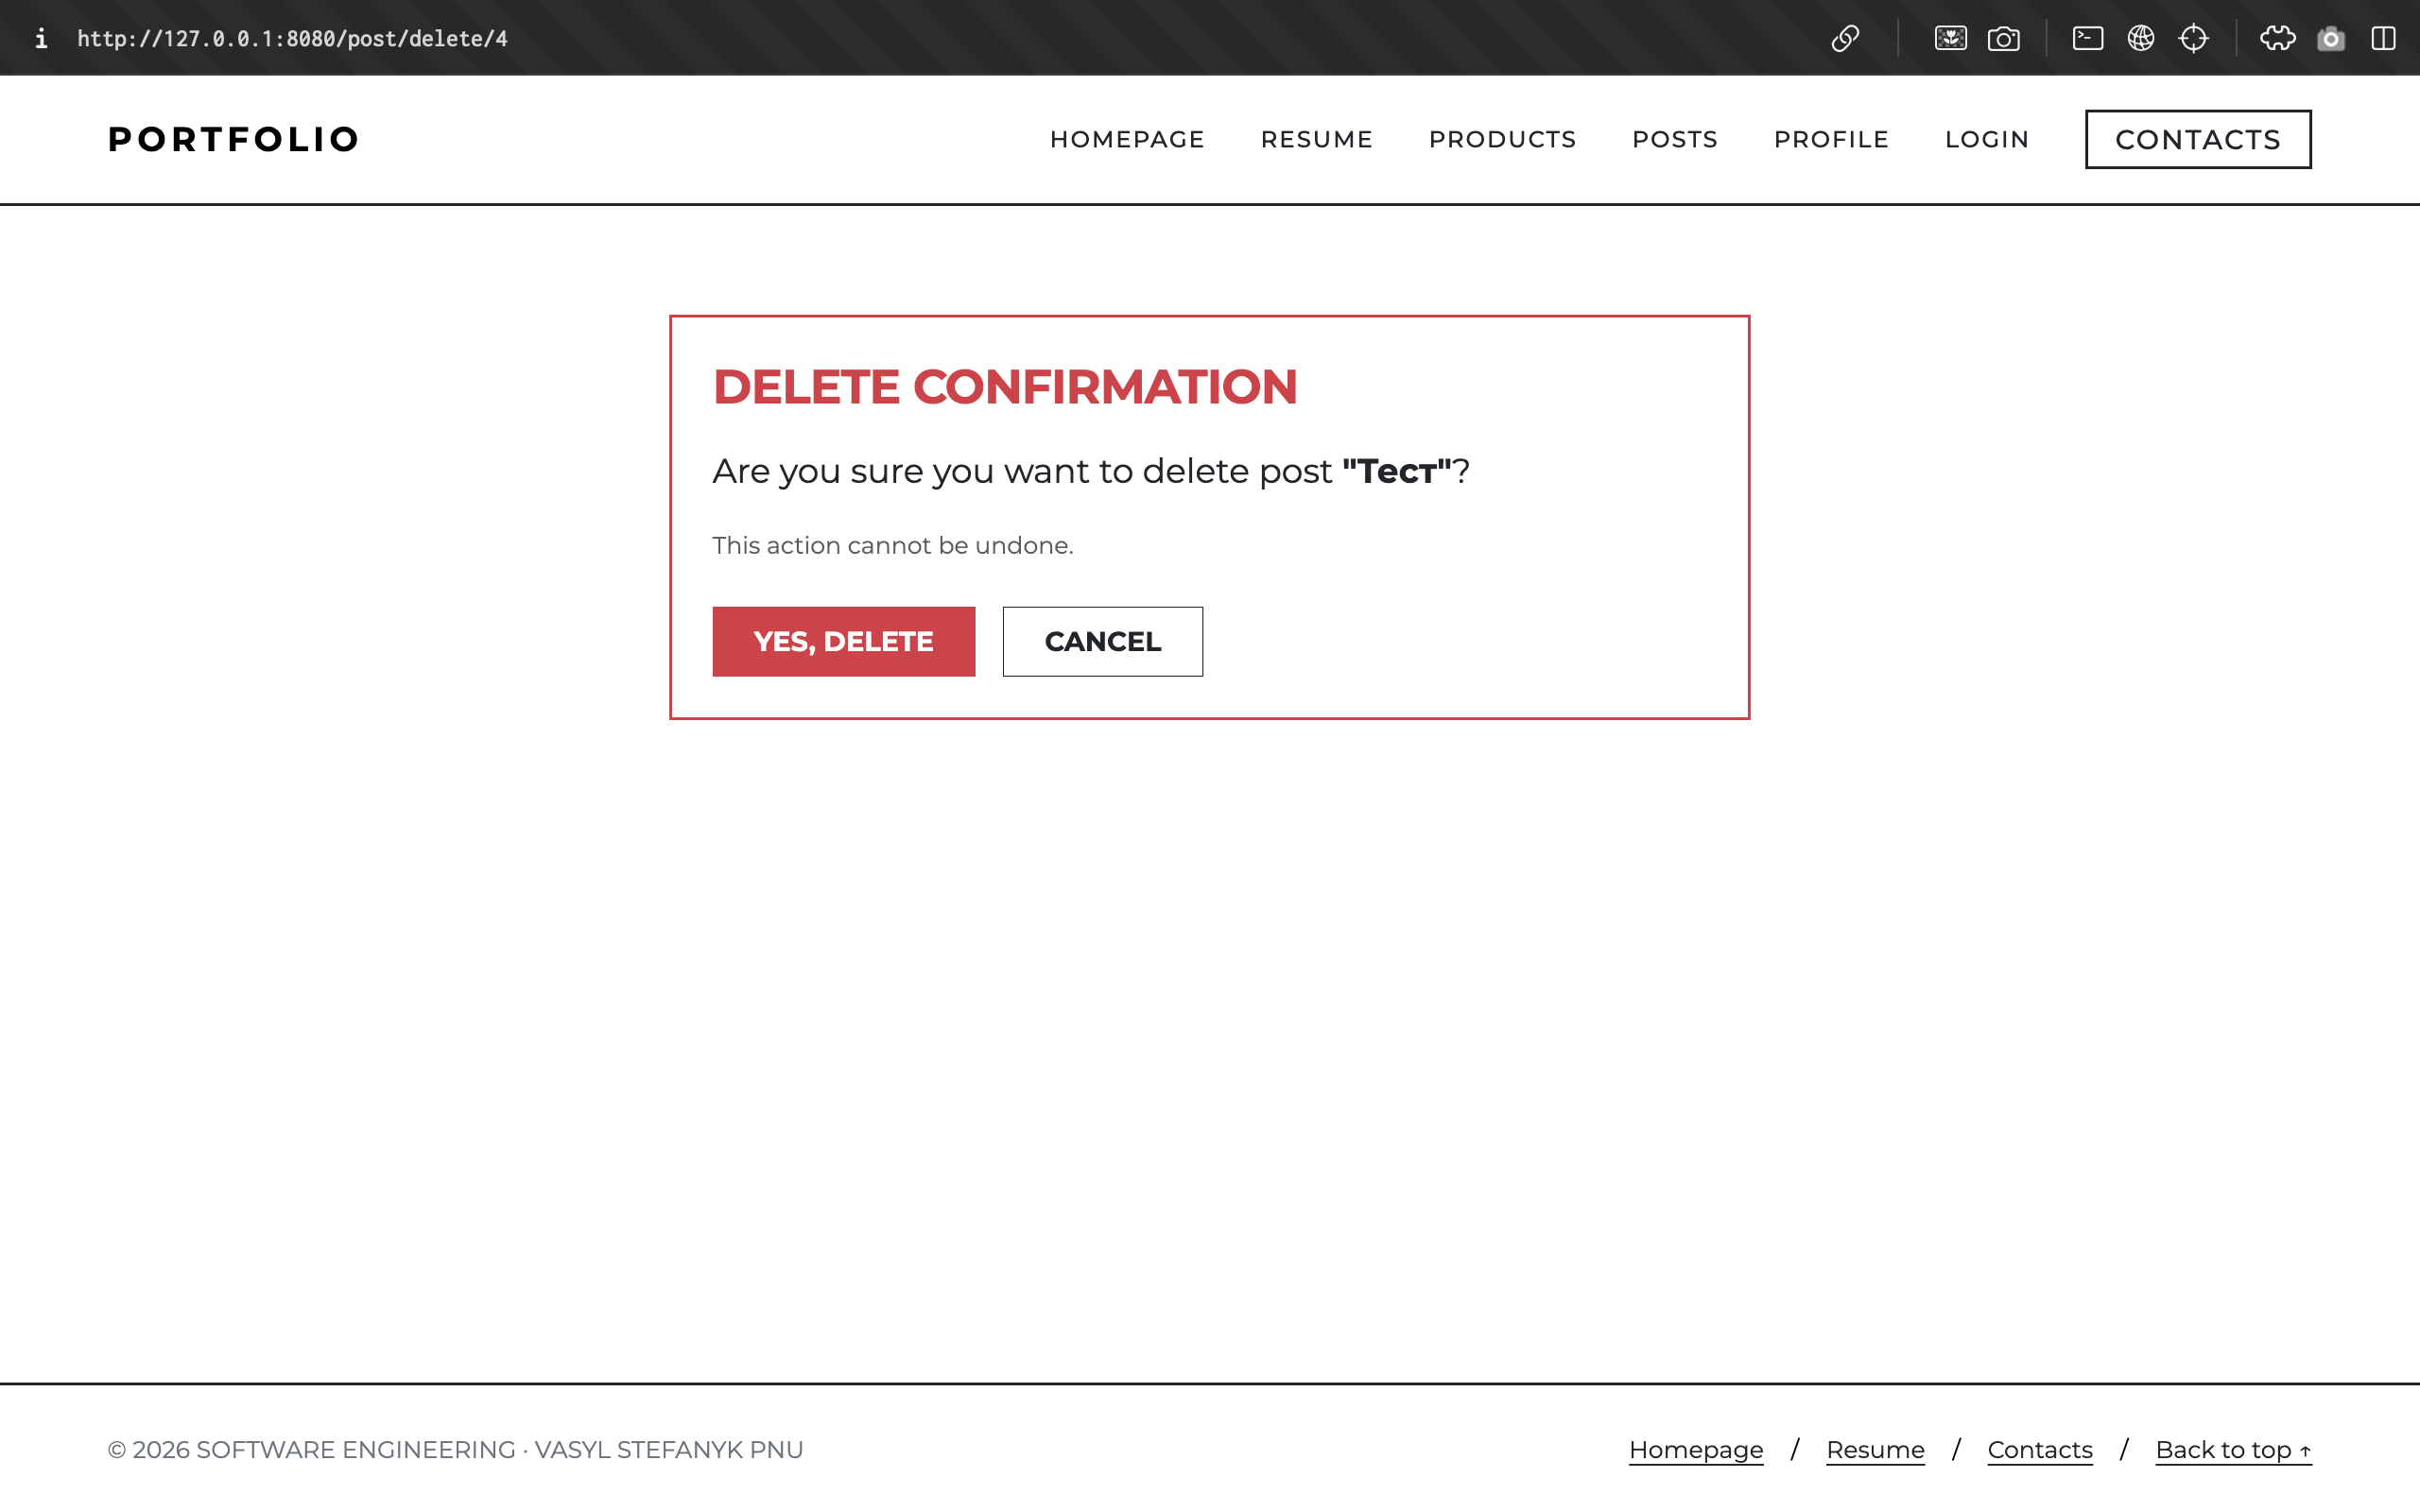 http://127.0.0.1:8080/post/delete/4
PORTFOLIO
HOMEPAGE RESUME PRODUCTS POSTS PROFILE LOGIN CONTACTS
DELETE CONFIRMATION
Are you sure you want to delete post "Тест"?
This action cannot be undone.
YES, DELETE CANCEL
© 2026 SOFTWARE ENGINEERING · VASYL STEFANYK PNU
Homepage / Resume / Contacts / Back to top ↑